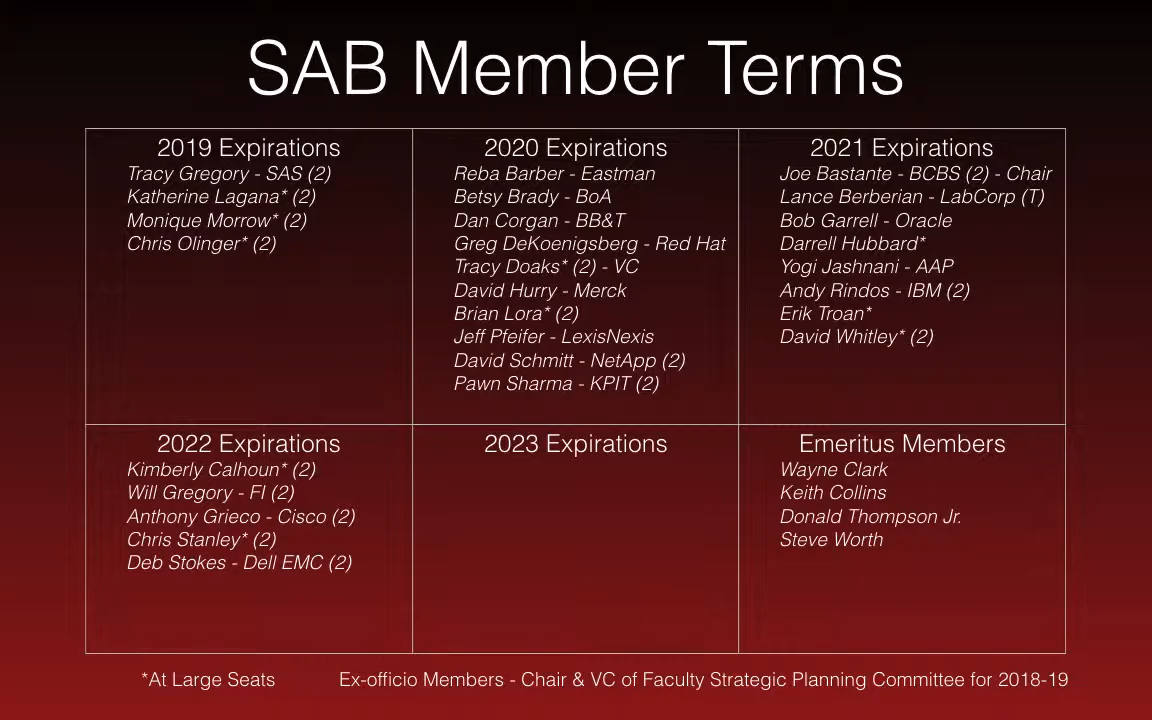 SAB Member Terms
2019 Expirations
Tracy Gregory - SAS (2)
Katherine Lagana* (2)
Monique Morrow* (2)
Chris Olinger* (2)
2020 Expirations
Reba Barber - Eastman
Betsy Brady - BoA
Dan Corgan - BB&T
Greg DeKoenigsberg - Red Hat
Tracy Doaks* (2) - VC
David Hurry - Merck
Brian Lora* (2)
Jeff Pfeifer - LexisNexis
David Schmitt - NetApp (2)
Pawn Sharma - KPIT (2)
2021 Expirations
Joe Bastante - BCBS (2) - Chair
Lance Berberian - LabCorp (T)
Bob Garrell - Oracle
Darrell Hubbard*
Yogi Jashnani - AAP
Andy Rindos - IBM (2)
Erik Troan*
David Whitley* (2)
2022 Expirations
Kimberly Calhoun* (2)
Will Gregory - FI (2)
Anthony Grieco - Cisco (2)
Chris Stanley* (2)
Deb Stokes - Dell EMC (2)
2023 Expirations
Emeritus Members
Wayne Clark
Keith Collins
Donald Thompson Jr.
Steve Worth
*At Large Seats
Ex-officio Members - Chair & VC of Faculty Strategic Planning Committee for 2018-19